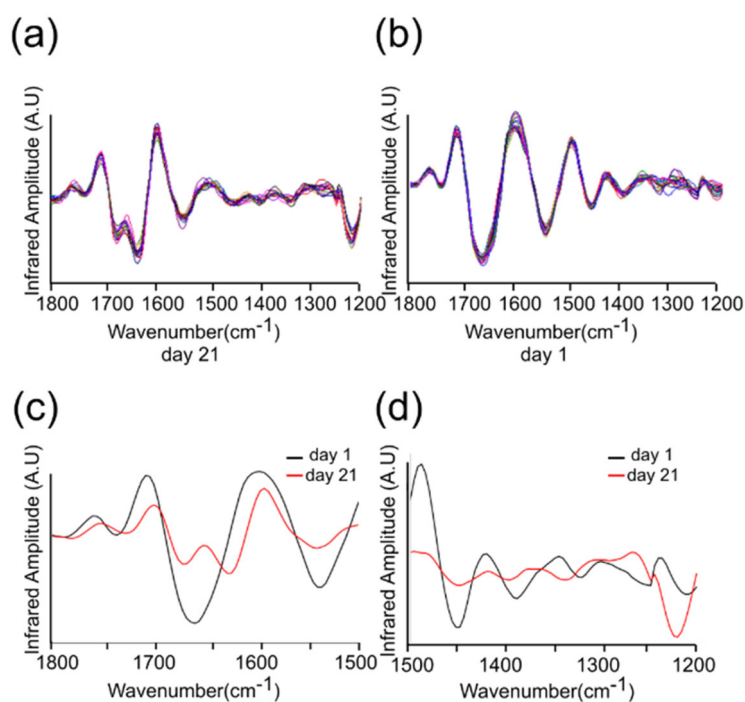 (a)
(b)
Infrared Amplitude (A.U)
Infrared Amplitude (A.U)
1800 1700 1600 1500 1400 1300 1200
1800 1700 1600 1500 1400 1300 1200
Wavenumber(cm-1)
Wavenumber(cm-1)
day 21
day 1
(c)
(d)
Infrared Amplitude (A.U)
day 1
day 21
Infrared Amplitude (A.U)
day 1
day 21
1800 1700 1600 1500
1500 1400 1300 1200
Wavenumber(cm-1)
Wavenumber(cm-1)